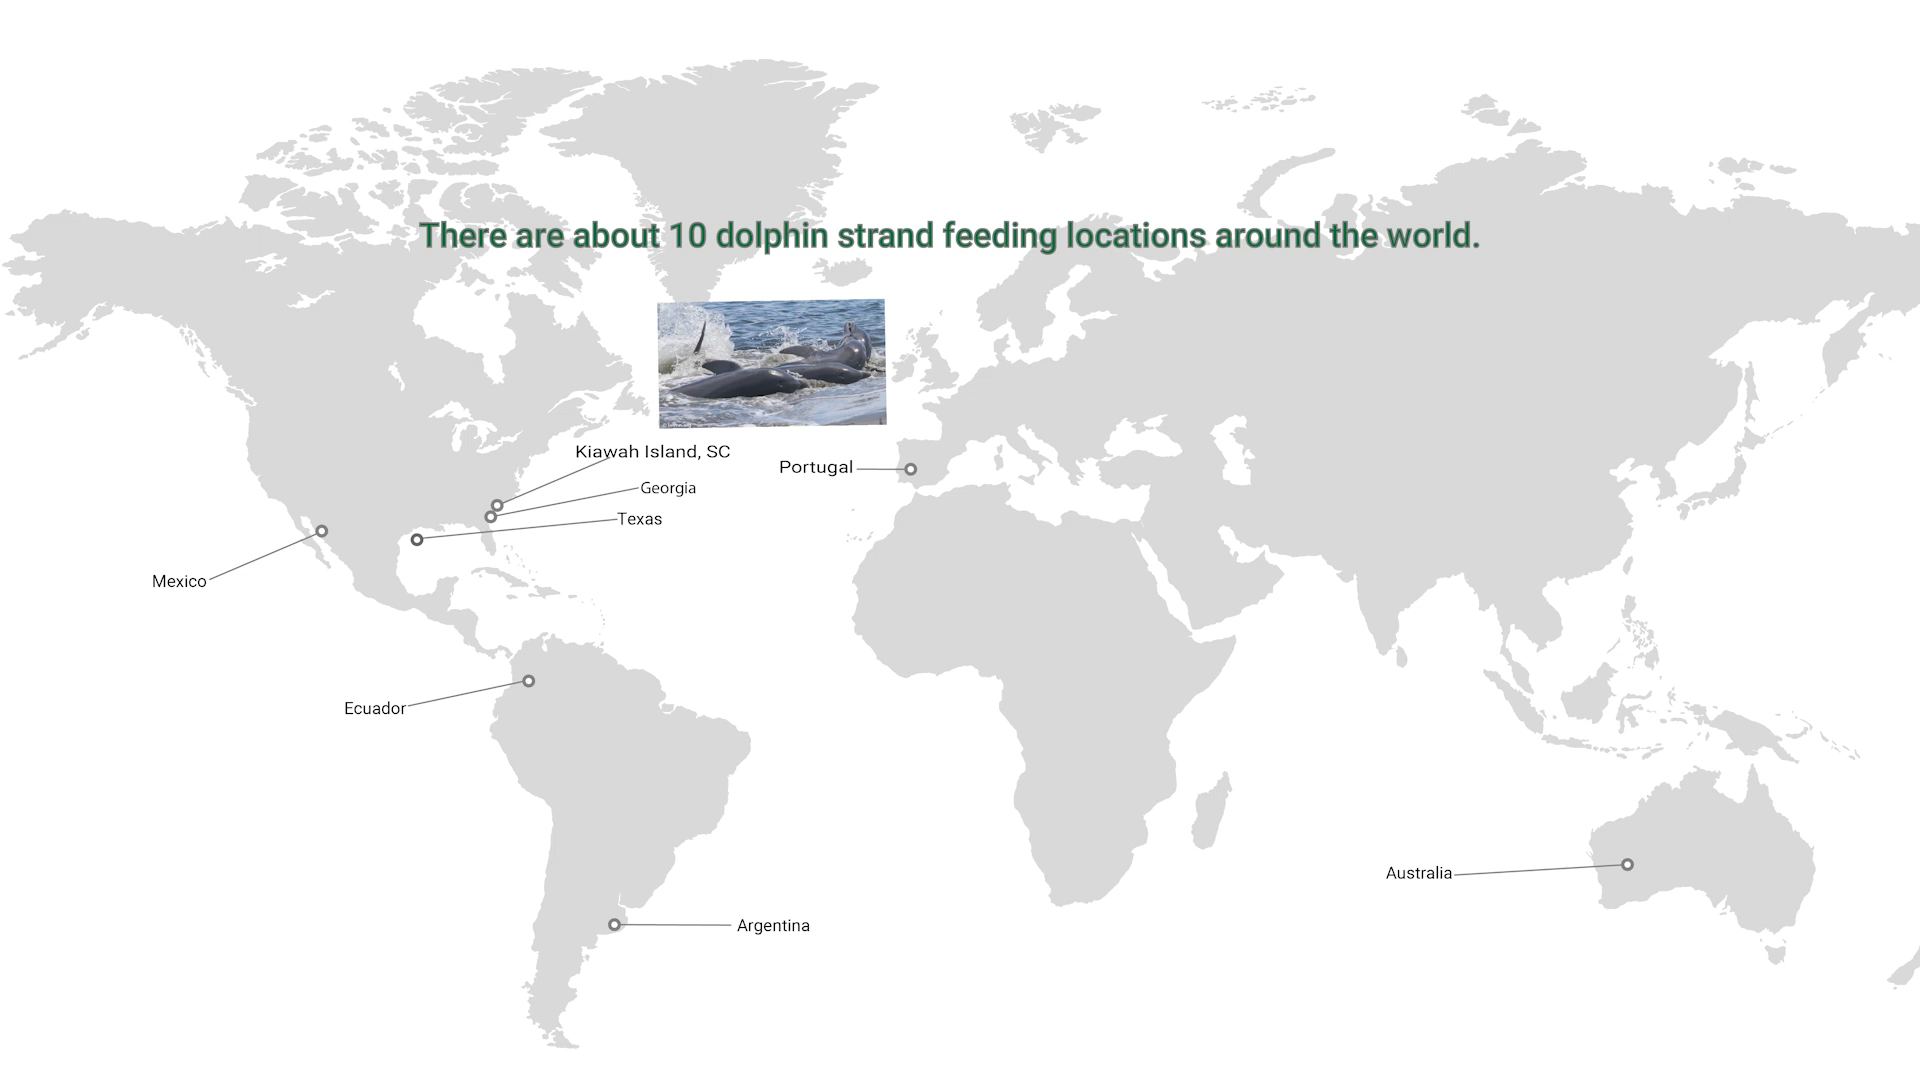 There are about 10 dolphin strand feeding locations around the world.
Kiawah Island, SC
Portugal
Georgia
Texas
Mexico
Ecuador
Australia
Argentina